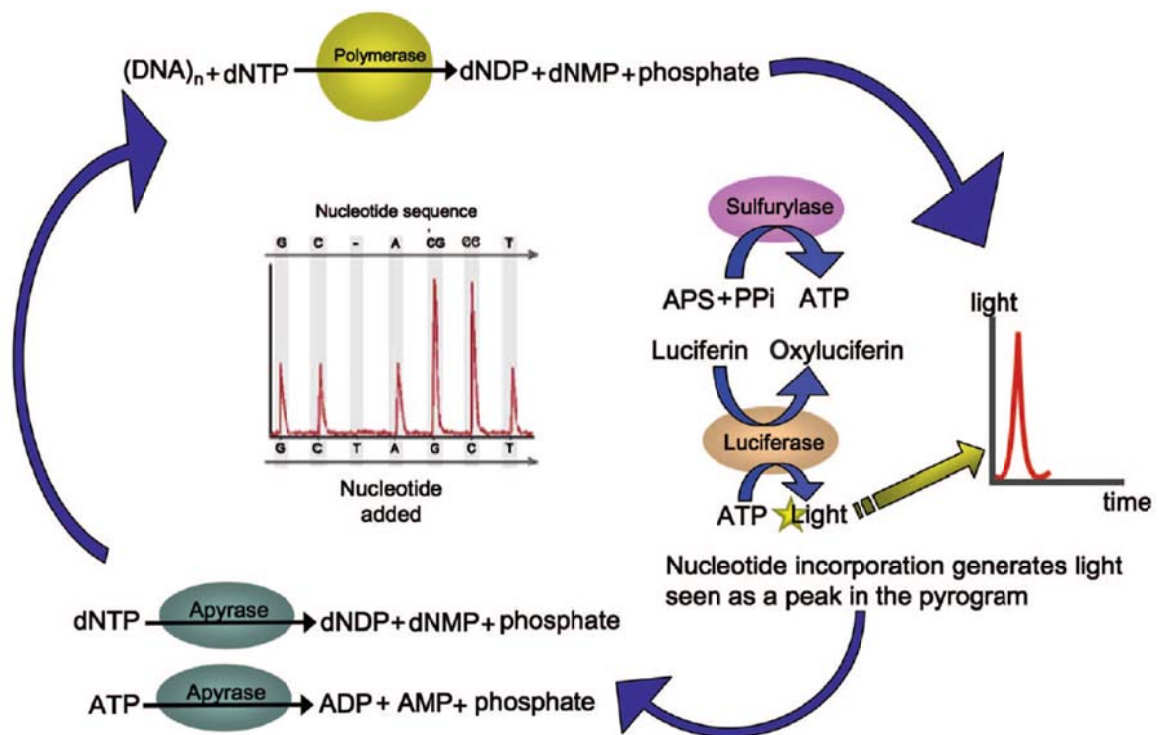 Polymerase
(DNA)n + dNTP dNDP + dNMP + phosphate
Nucleotide sequence
G C - A GG CC T
G C T A G C T
Nucleotide
added
Sulfurylase
APS + PPi ATP
Luciferin Oxyluciferin
Luciferase
ATP Light
light
time
Nucleotide incorporation generates light
seen as a peak in the pyrogram
dNTP Apyrase dNDP + dNMP + phosphate
ATP Apyrase ADP + AMP + phosphate